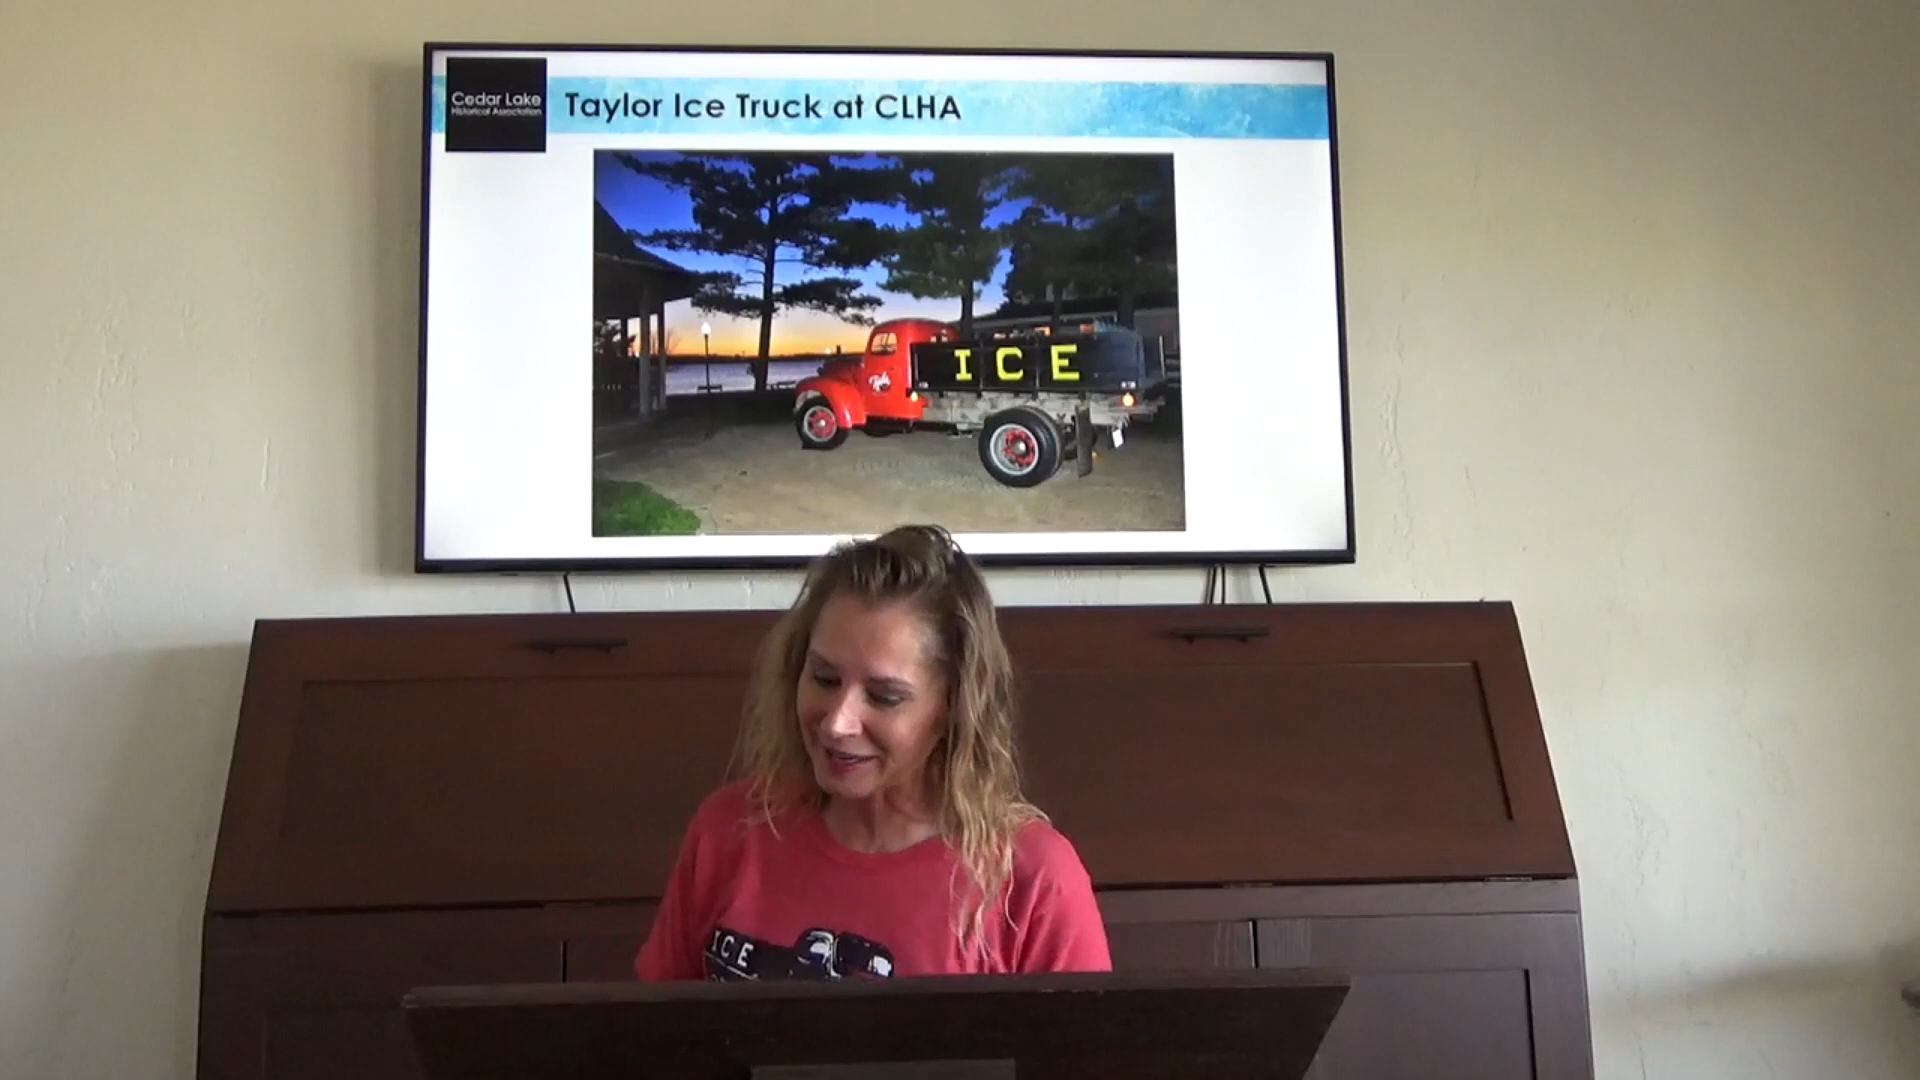 Cedar Lake
Historical Association
Taylor Ice Truck at CLHA
ICE
ICE